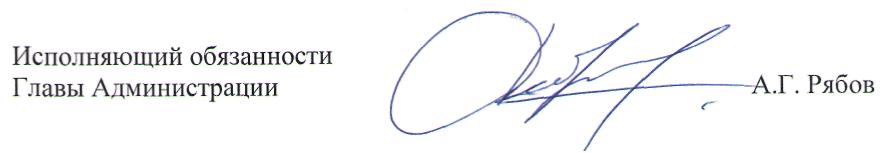 Исполняющий обязанности
Главы Администрации А.Г. Рябов